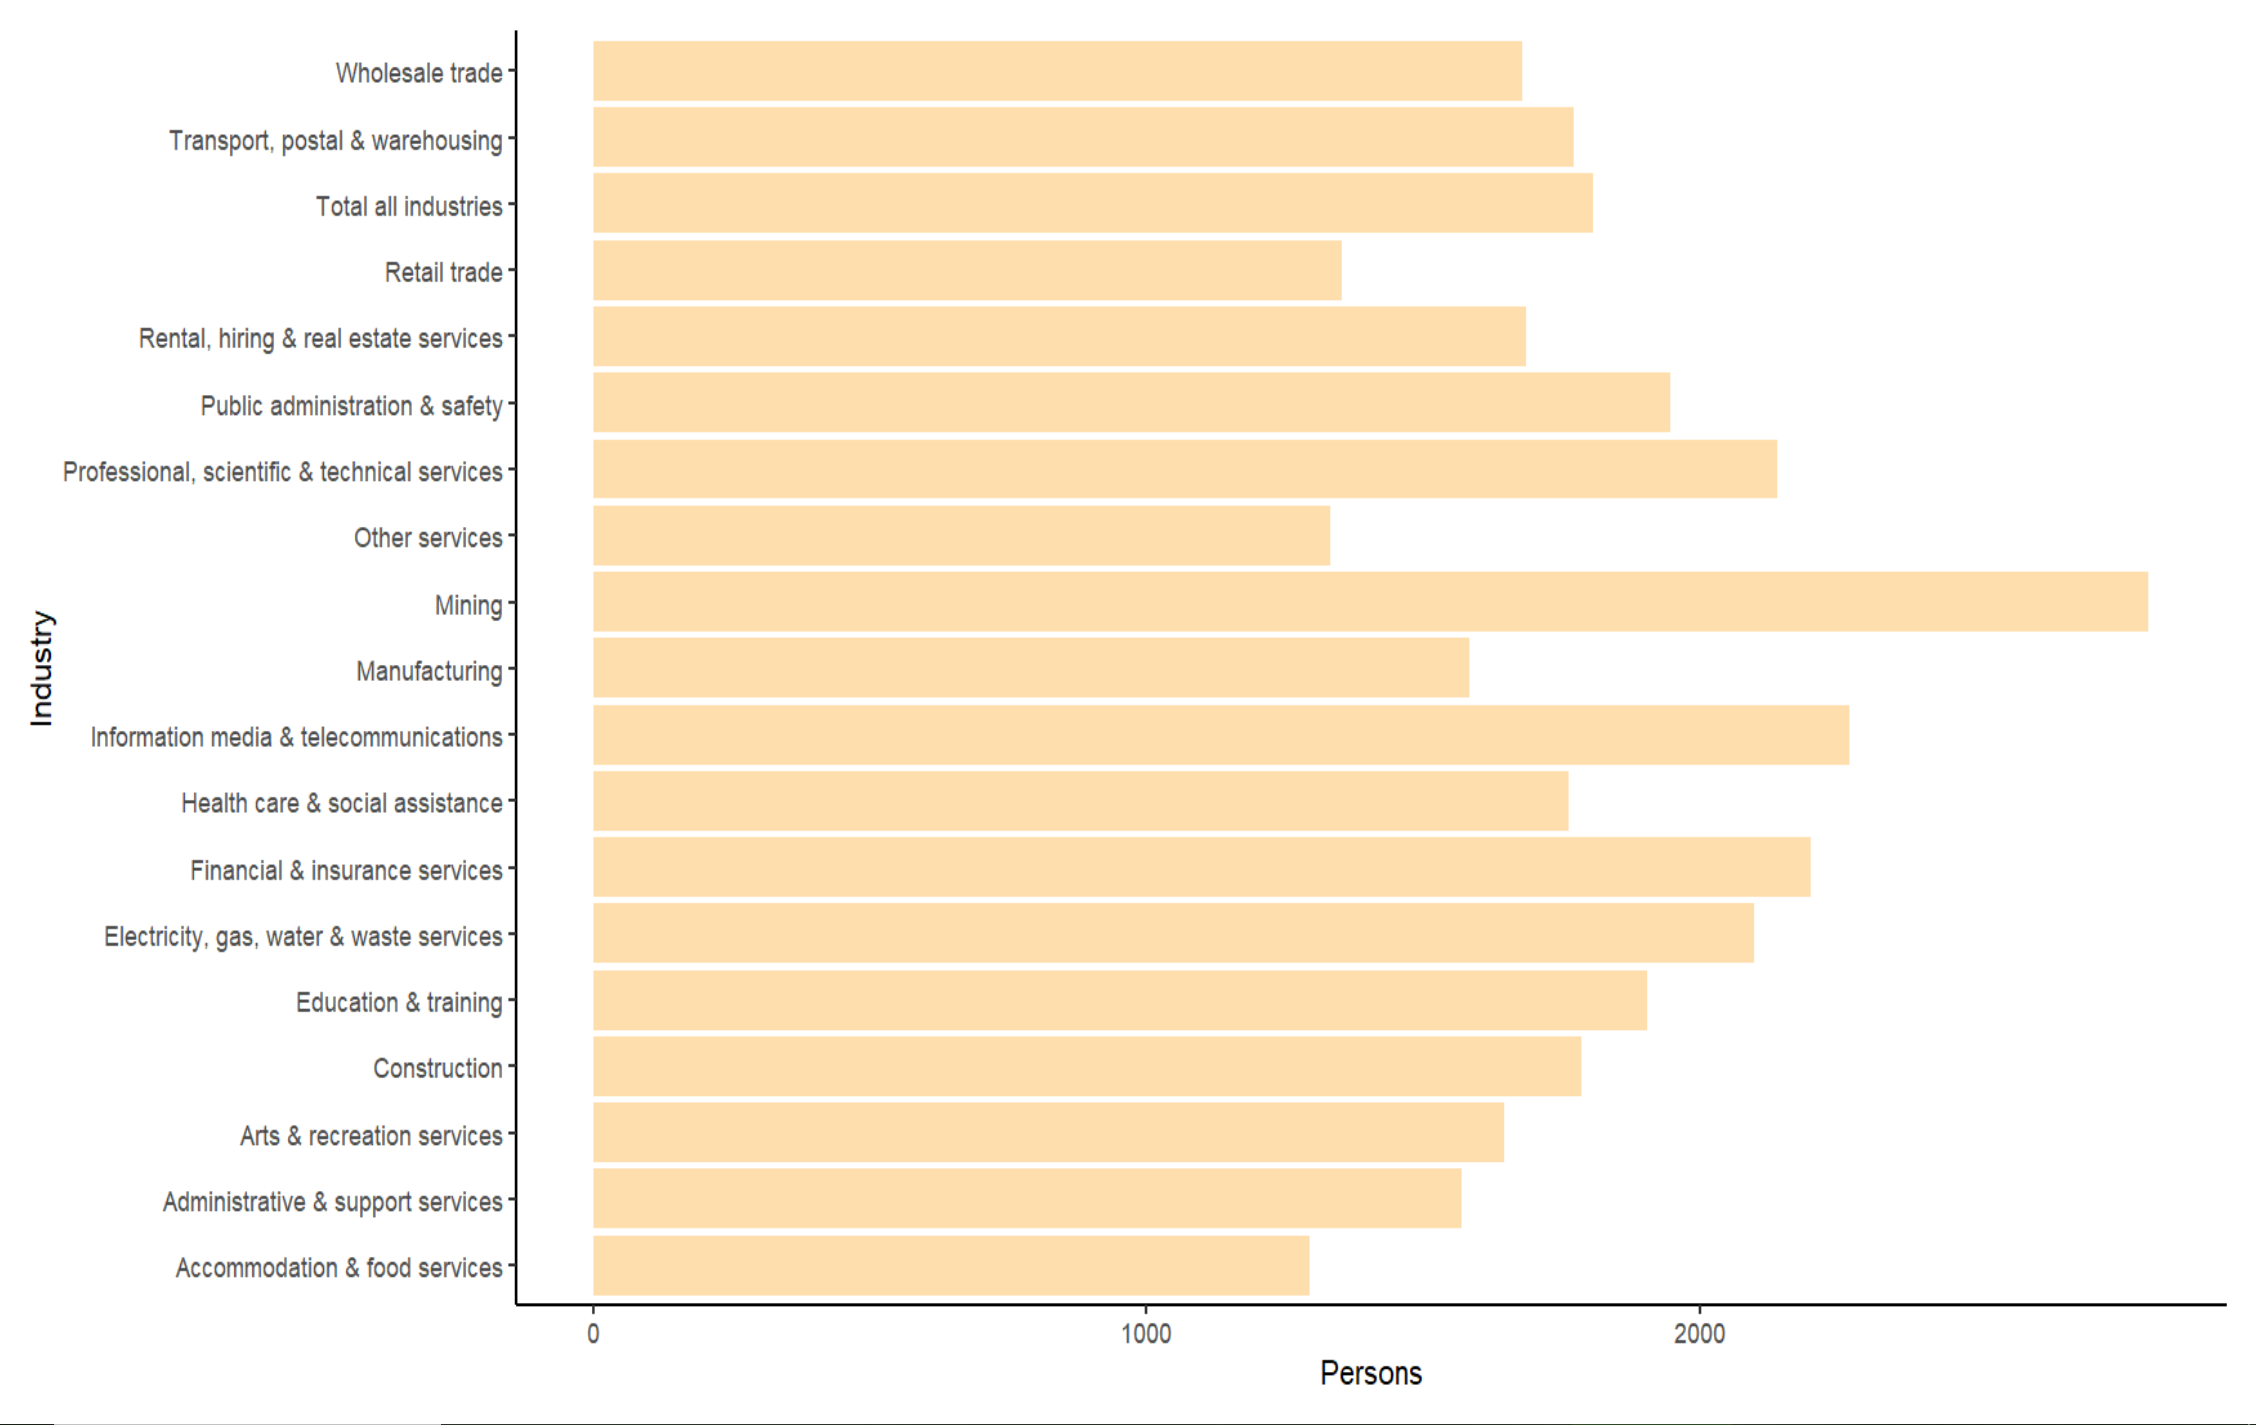 Wholesale trade
Transport, postal & warehousing
Total all industries
Retail trade
Rental, hiring & real estate services
Public administration & safety
Professional, scientific & technical services
Other services
Mining
Manufacturing
Information media & telecommunications
Health care & social assistance
Financial & insurance services
Electricity, gas, water & waste services
Education & training
Construction
Arts & recreation services
Administrative & support services
Accommodation & food services
Industry
0 1000 2000
Persons